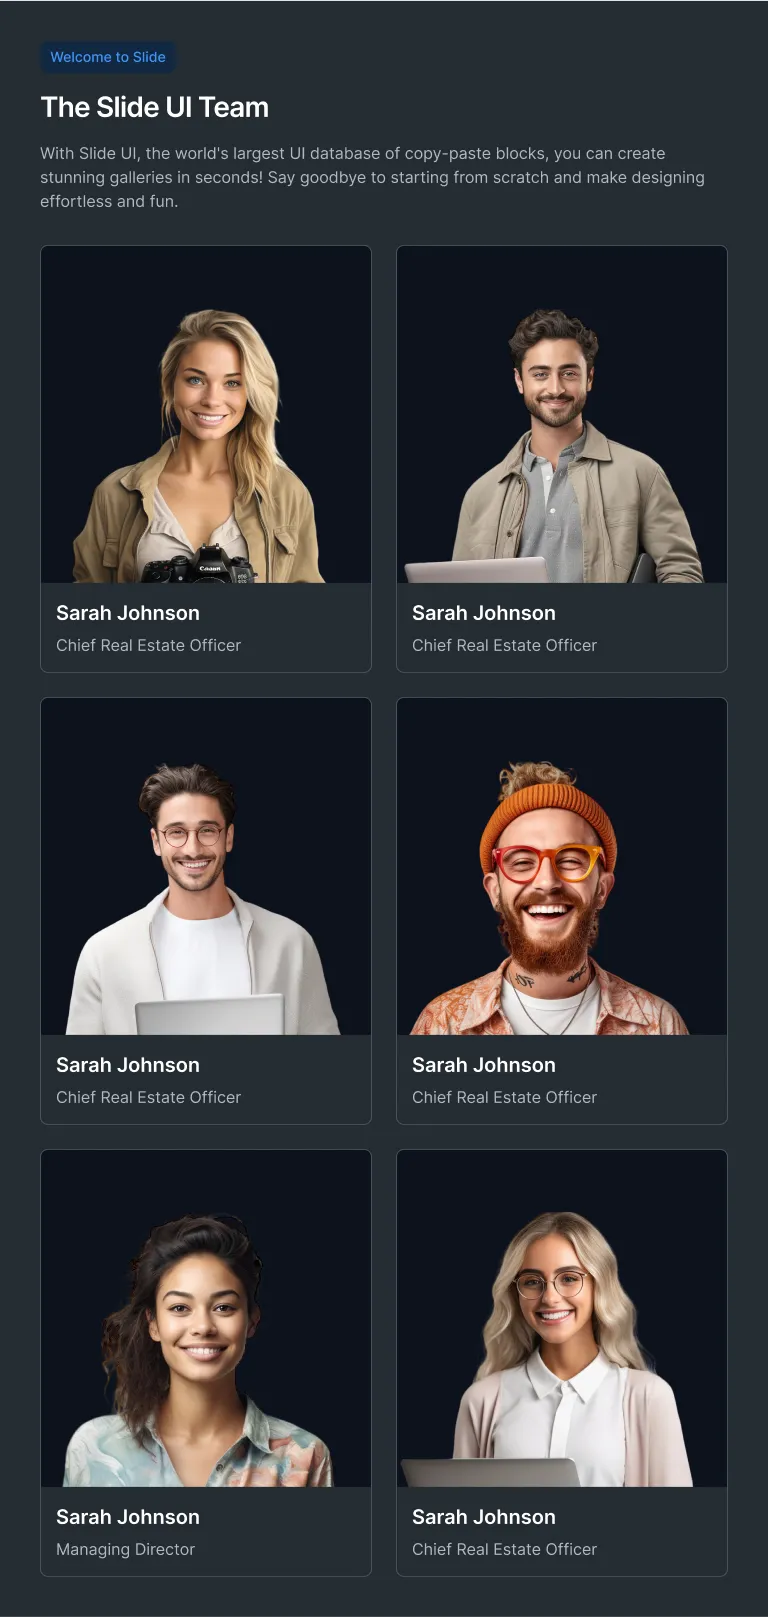 Welcome to Slide
The Slide UI Team
With Slide UI, the world's largest UI database of copy-paste blocks, you can create
stunning galleries in seconds! Say goodbye to starting from scratch and make designing
effortless and fun.
Canon
Sarah Johnson
Chief Real Estate Officer
Sarah Johnson
Chief Real Estate Officer
Sarah Johnson
Chief Real Estate Officer
Sarah Johnson
Chief Real Estate Officer
Sarah Johnson
Managing Director
Sarah Johnson
Chief Real Estate Officer